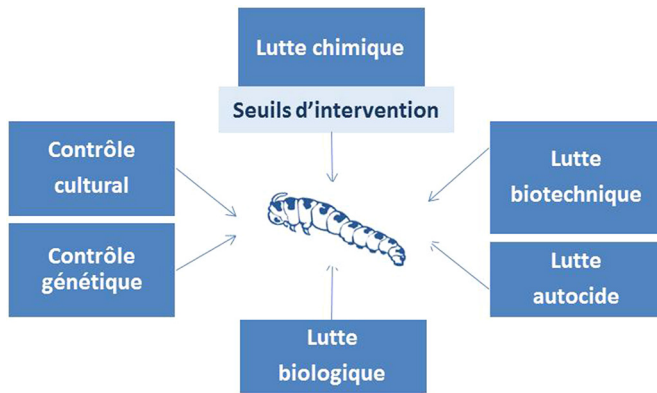 Lutte chimique
Seuils d'intervention
Contrôle
cultural
Lutte
biotechnique
Contrôle
génétique
Lutte
autocide
Lutte
biologique